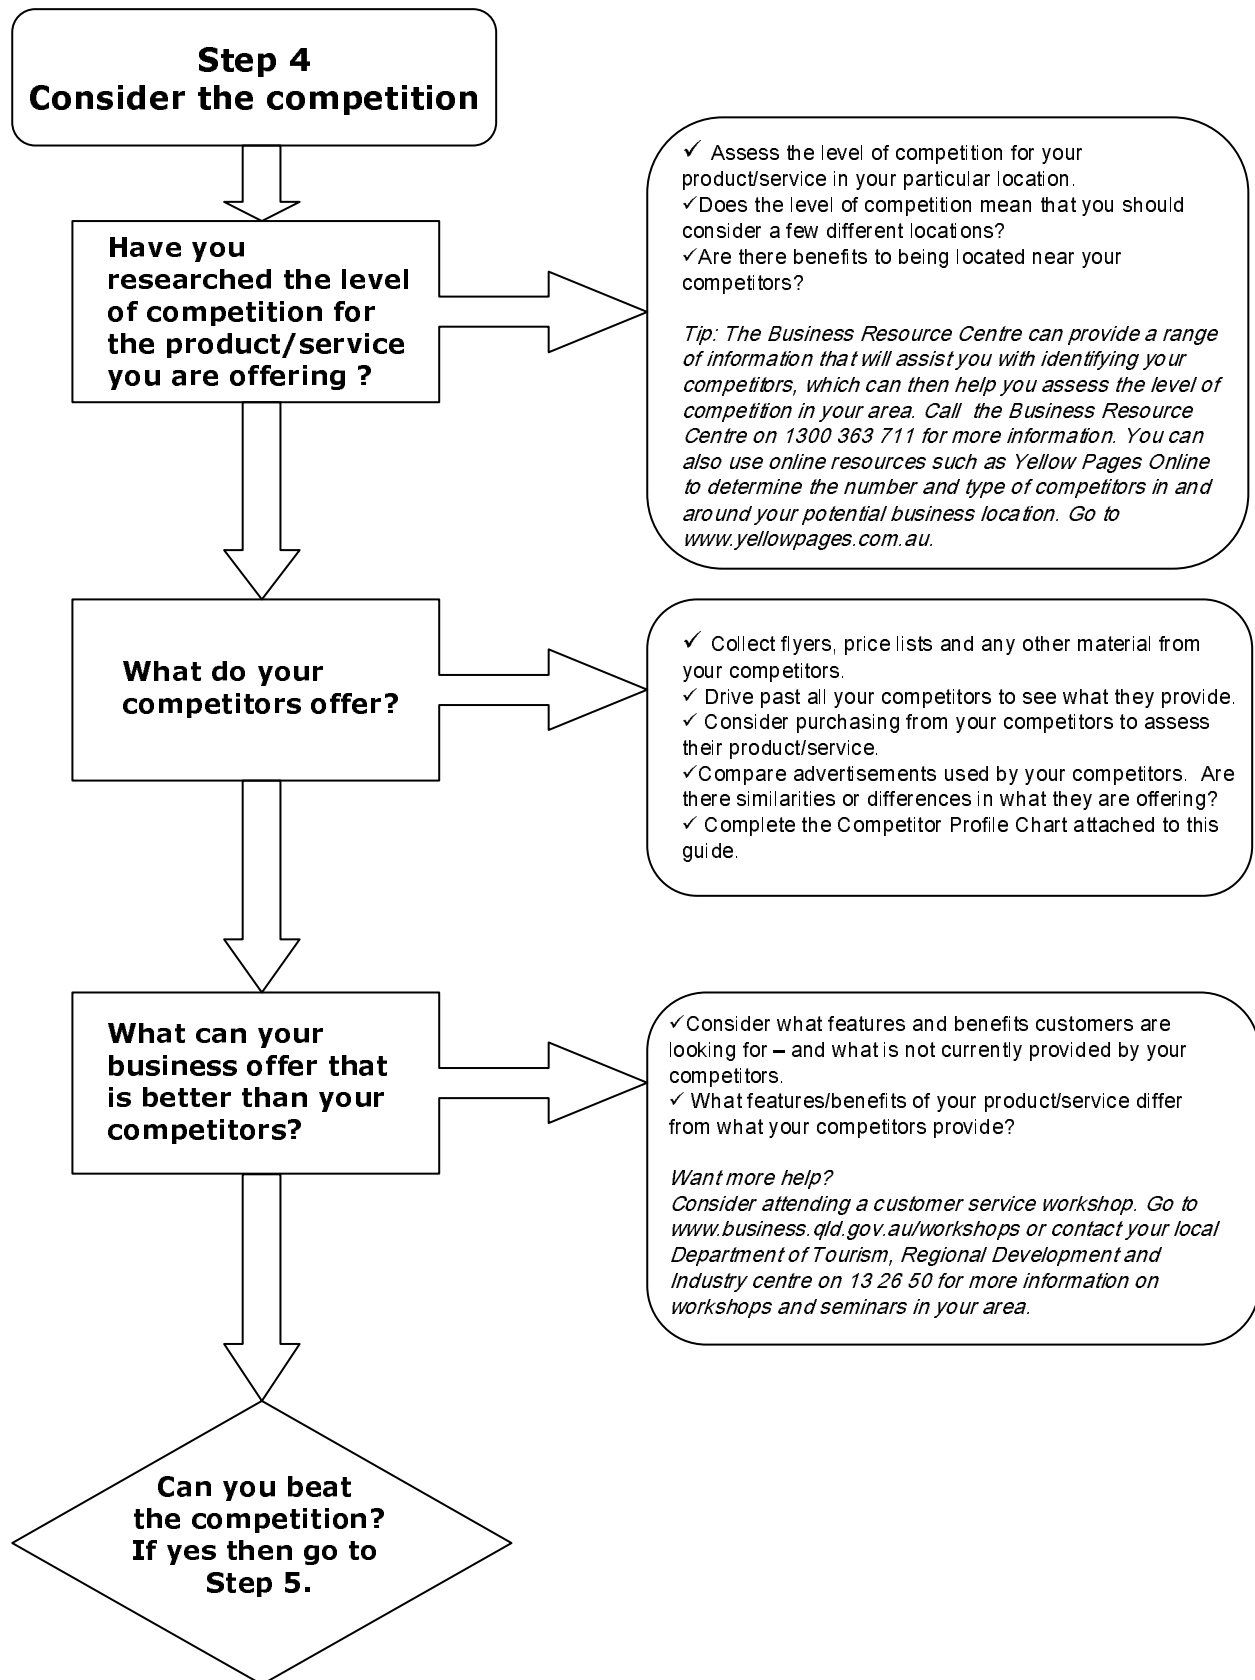 Step 4
Consider the competition
Have you
researched the level
of competition for
the product/service
you are offering ?
✓ Assess the level of competition for your
product/service in your particular location.
✓Does the level of competition mean that you should
consider a few different locations?
✓Are there benefits to being located near your
competitors?
Tip: The Business Resource Centre can provide a range
of information that will assist you with identifying your
competitors, which can then help you assess the level of
competition in your area. Call the Business Resource
Centre on 1300 363 711 for more information. You can
also use online resources such as Yellow Pages Online
to determine the number and type of competitors in and
around your potential business location. Go to
www.yellowpages.com.au.
What do your
competitors offer?
✓ Collect flyers, price lists and any other material from
your competitors.
✓ Drive past all your competitors to see what they provide.
✓ Consider purchasing from your competitors to assess
their product/service.
✓Compare advertisements used by your competitors. Are
there similarities or differences in what they are offering?
✓ Complete the Competitor Profile Chart attached to this
guide.
What can your
business offer that
is better than your
competitors?
✓Consider what features and benefits customers are
looking for – and what is not currently provided by your
competitors.
✓ What features/benefits of your product/service differ
from what your competitors provide?
Want more help?
Consider attending a customer service workshop. Go to
www.business.qld.gov.au/workshops or contact your local
Department of Tourism, Regional Development and
Industry centre on 13 26 50 for more information on
workshops and seminars in your area.
Can you beat
the competition?
If yes then go to
Step 5.